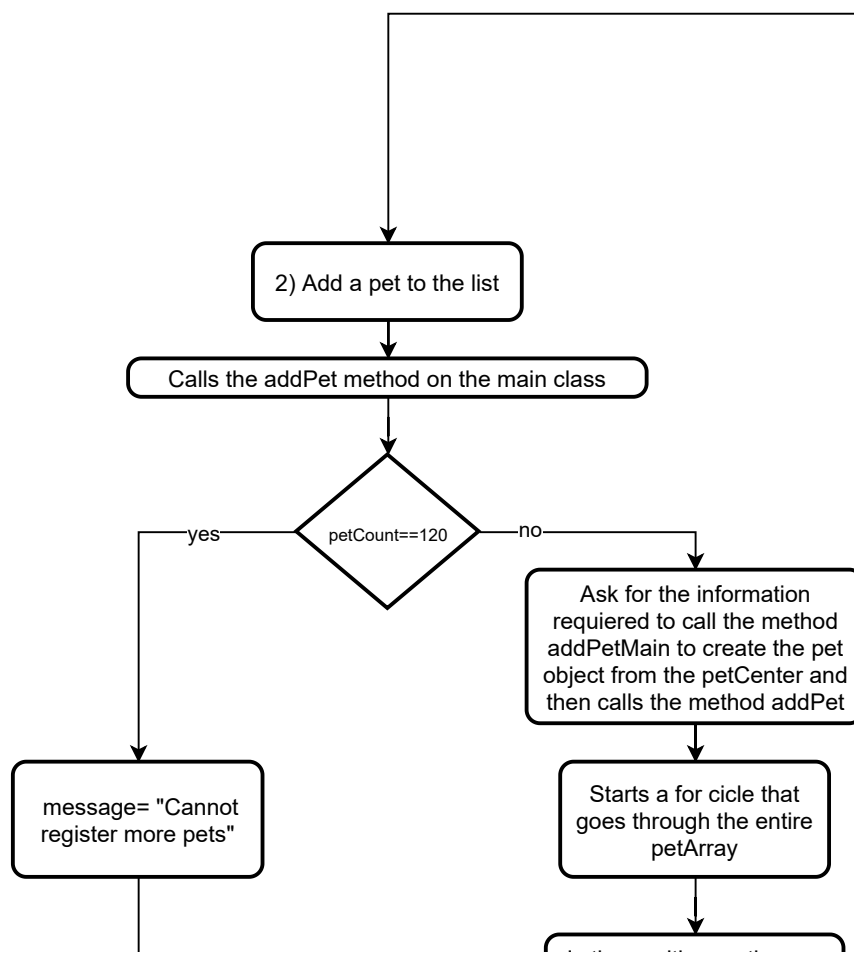 2) Add a pet to the list
Calls the addPet method on the main class
petCount==120
yes
no
Ask for the information
requiered to call the method
addPetMain to create the pet
object from the petCenter and
then calls the method addPet
message= "Cannot
register more pets"
Starts a for cicle that
goes through the entire
petArray